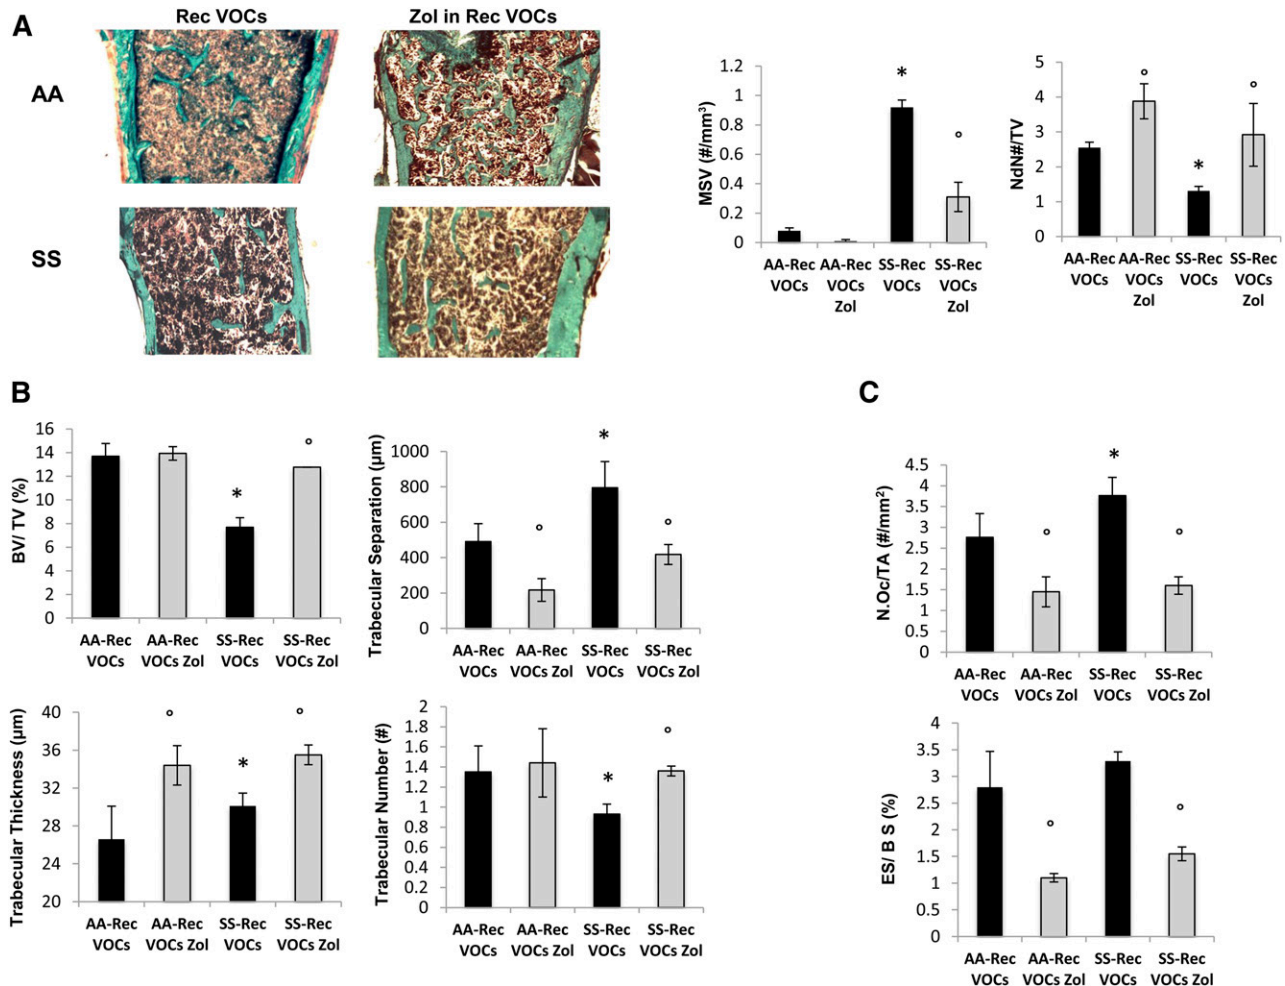 A
Rec VOCs
Zol in Rec VOCs
AA
SS
MSV (#/mm³)
1.2
1
0.8
0.6
0.4
0.2
0
*
°
AA-Rec VOCs
AA-Rec VOCs Zol
SS-Rec VOCs
SS-Rec VOCs Zol
NdN#/TV
5
4
3
2
1
0
°
*
°
AA-Rec VOCs
AA-Rec VOCs Zol
SS-Rec VOCs
SS-Rec VOCs Zol
B
BV/ TV (%)
16
14
12
10
8
6
4
2
0
*
°
AA-Rec VOCs
AA-Rec VOCs Zol
SS-Rec VOCs
SS-Rec VOCs Zol
Trabecular Separation (µm)
1000
800
600
400
200
0
°
*
°
AA-Rec VOCs
AA-Rec VOCs Zol
SS-Rec VOCs
SS-Rec VOCs Zol
Trabecular Thickness (µm)
40
36
32
28
24
20
°
*
°
AA-Rec VOCs
AA-Rec VOCs Zol
SS-Rec VOCs
SS-Rec VOCs Zol
Trabecular Number (#)
2
1.8
1.6
1.4
1.2
1
0.8
0.6
0.4
0.2
0
*
°
AA-Rec VOCs
AA-Rec VOCs Zol
SS-Rec VOCs
SS-Rec VOCs Zol
C
N.Oc/TA (#/mm²)
4.5
4
3.5
3
2.5
2
1.5
1
0.5
0
°
*
°
AA-Rec VOCs
AA-Rec VOCs Zol
SS-Rec VOCs
SS-Rec VOCs Zol
ES/ B S (%)
4
3.5
3
2.5
2
1.5
1
0.5
0
°
°
AA-Rec VOCs
AA-Rec VOCs Zol
SS-Rec VOCs
SS-Rec VOCs Zol